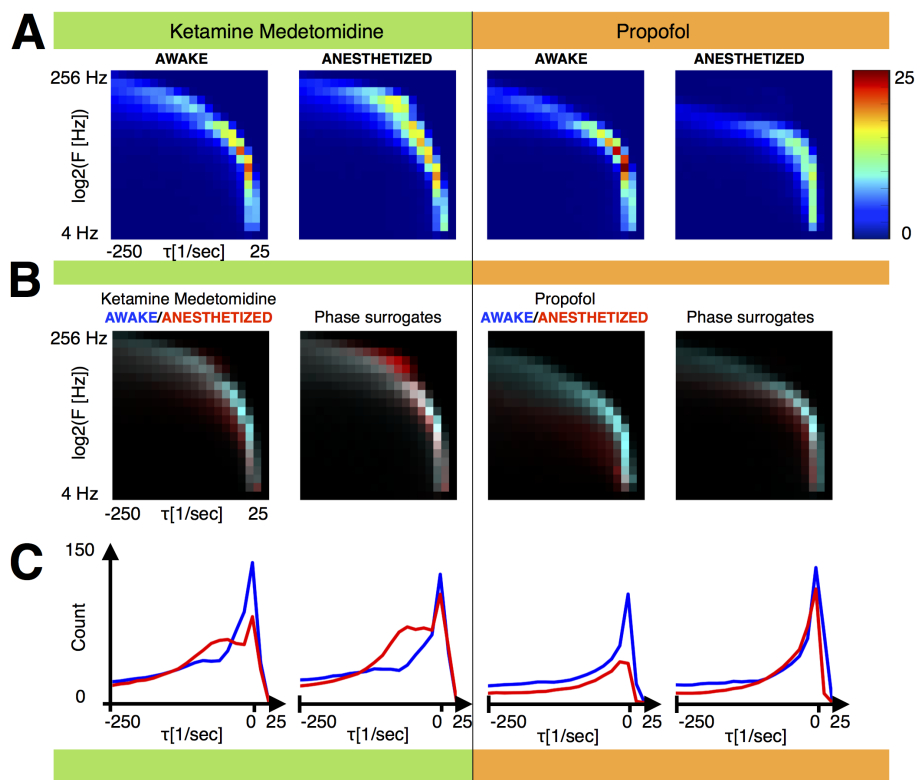 A
Ketamine Medetomidine Propofol
AWAKE ANESTHETIZED AWAKE ANESTHETIZED
256 Hz
log2(F [Hz])
4 Hz
-250 τ[1/sec] 25
25
0
B
Ketamine Medetomidine
AWAKE/ANESTHETIZED
Phase surrogates
Propofol
AWAKE/ANESTHETIZED
Phase surrogates
256 Hz
log2(F [Hz])
4 Hz
-250 τ[1/sec] 25
C
150
Count
0
-250 0 25
τ[1/sec]
-250 0 25
τ[1/sec]
-250 0 25
τ[1/sec]
-250 0 25
τ[1/sec]